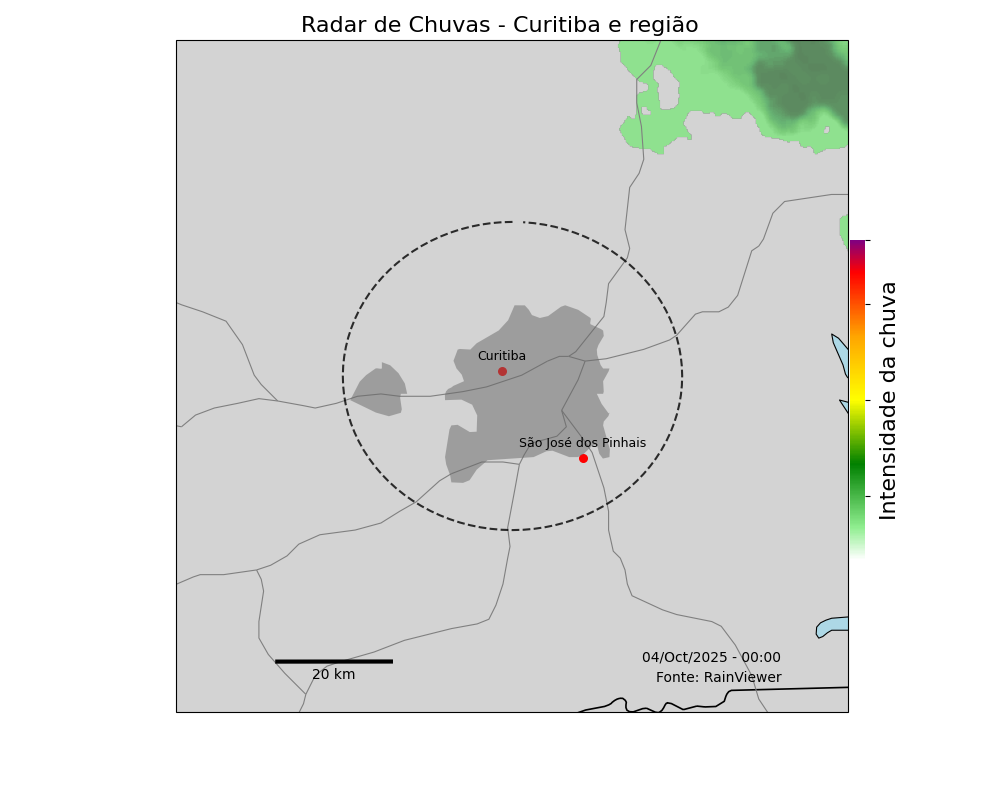 Radar de Chuvas - Curitiba e região
Curitiba
São José dos Pinhais
Intensidade da chuva
20 km
04/Oct/2025 - 00:00
Fonte: RainViewer